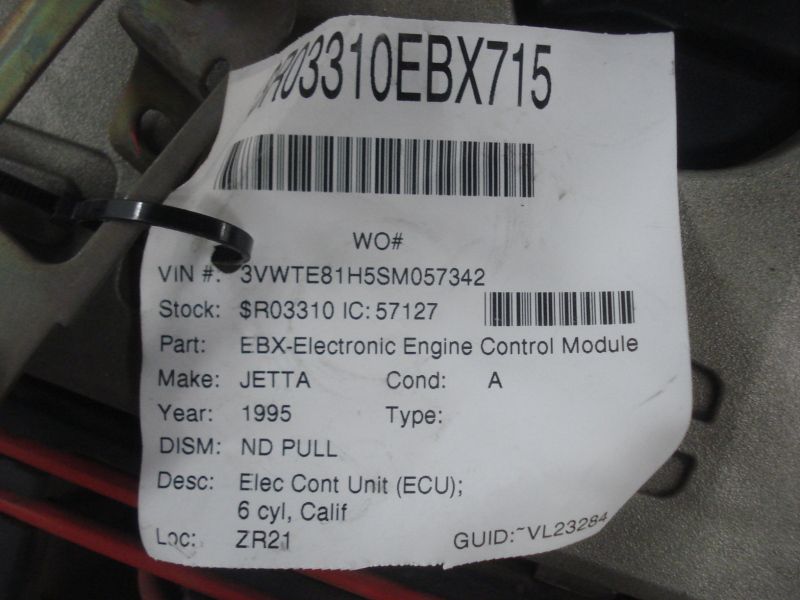 $R03310EBX715
WO#
VIN #: 3VWTE81H5SM057342
Stock: $R03310 IC: 57127
Part: EBX-Electronic Engine Control Module
Make: JETTA Cond: A
Year: 1995 Type:
DISM: ND PULL
Desc: Elec Cont Unit (ECU);
6 cyl, Calif
Loc: ZR21 GUID:~VL23284